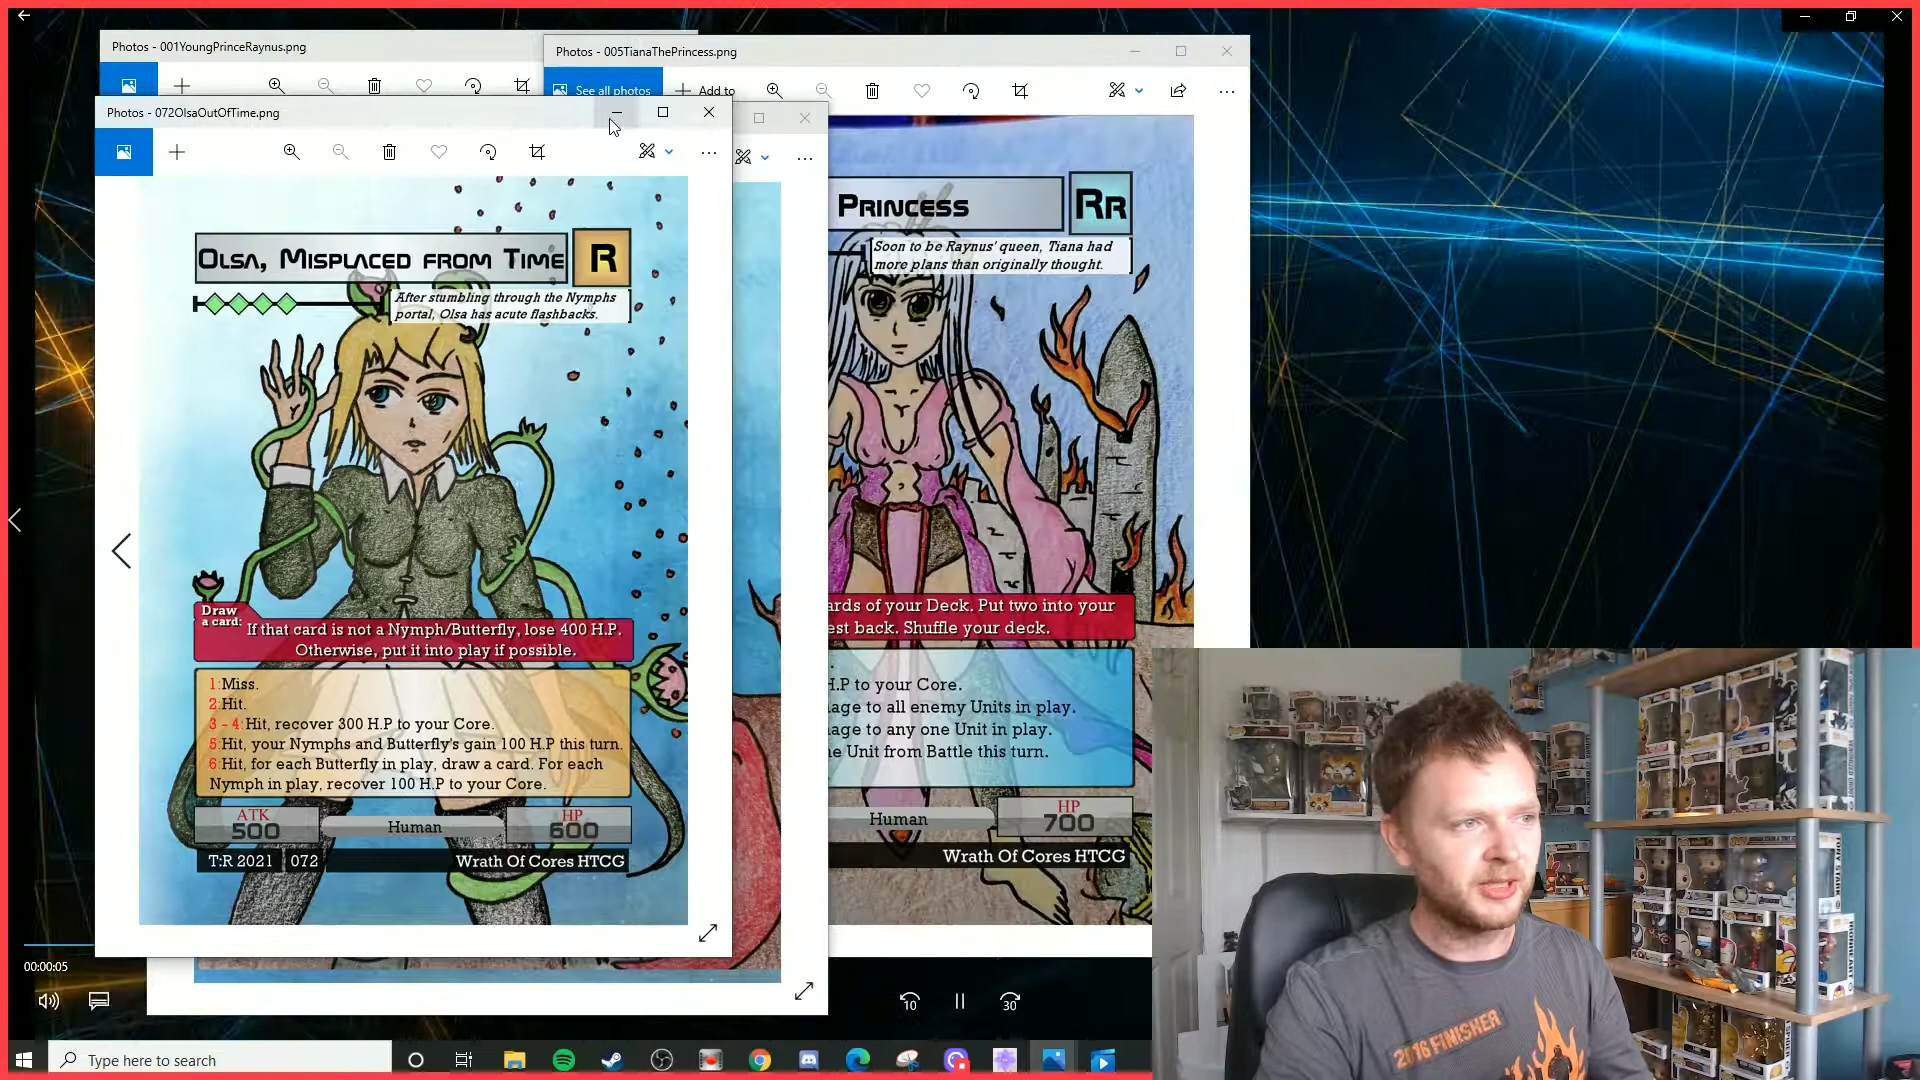 Photos - 001YoungPrinceRaynus.png
Photos - 005TianaThePrincess.png
See all photos
Add to
Photos - 072OlsaOutOfTime.png
Olsa, Misplaced from Time
R
After stumbling through the Nymphs
portal, Olsa has acute flashbacks.
Draw
a card:
If that card is not a Nymph/Butterfly, lose 400 H.P.
Otherwise, put it into play if possible.
1:Miss.
2:Hit.
3 - 4:Hit, recover 300 H.P to your Core.
5:Hit, your Nymphs and Butterfly's gain 100 H.P this turn.
6:Hit, for each Butterfly in play, draw a card. For each
Nymph in play, recover 100 H.P to your Core.
ATK
500
Human
HP
600
T:R 2021
072
Wrath Of Cores HTCG
Princess
Rr
Soon to be Raynus' queen, Tiana had
more plans than originally thought.
ards of your Deck. Put two into your
est back. Shuffle your deck.
H.P to your Core.
age to all enemy Units in play.
age to any one Unit in play.
e Unit from Battle this turn.
Human
HP
700
Wrath Of Cores HTCG
00:00:05
10
30
2016 FINISHER
TONY STARK
Type here to search